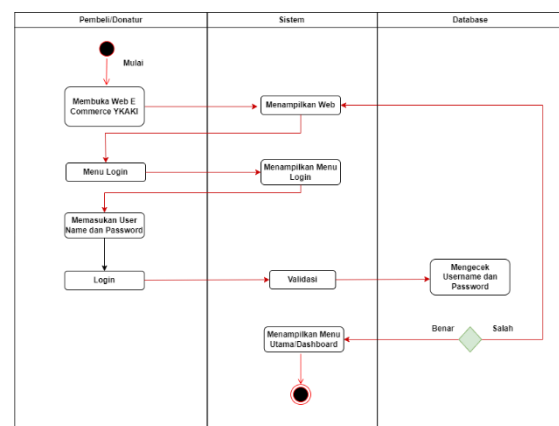 Pembeli/Donatur
Sistem
Database
Mulai
Membuka Web E
Commerce YKAKI
Menampilkan Web
Menu Login
Menampilkan Menu
Login
Memasukan User
Name dan Password
Login
Validasi
Mengecek
Username dan
Password
Menampilkan Menu
Utama/Dashboard
Benar
Salah